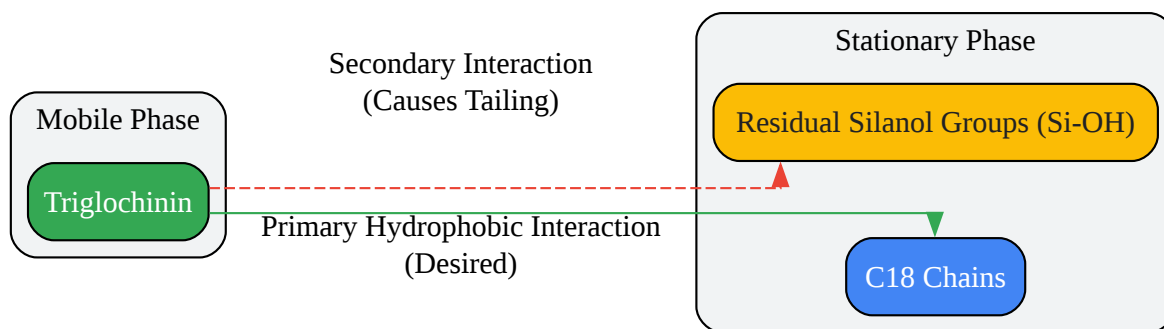 Stationary Phase
Secondary Interaction
(Causes Tailing)
Residual Silanol Groups (Si-OH)
Mobile Phase
Triglochinin
Primary Hydrophobic Interaction
(Desired)
C18 Chains